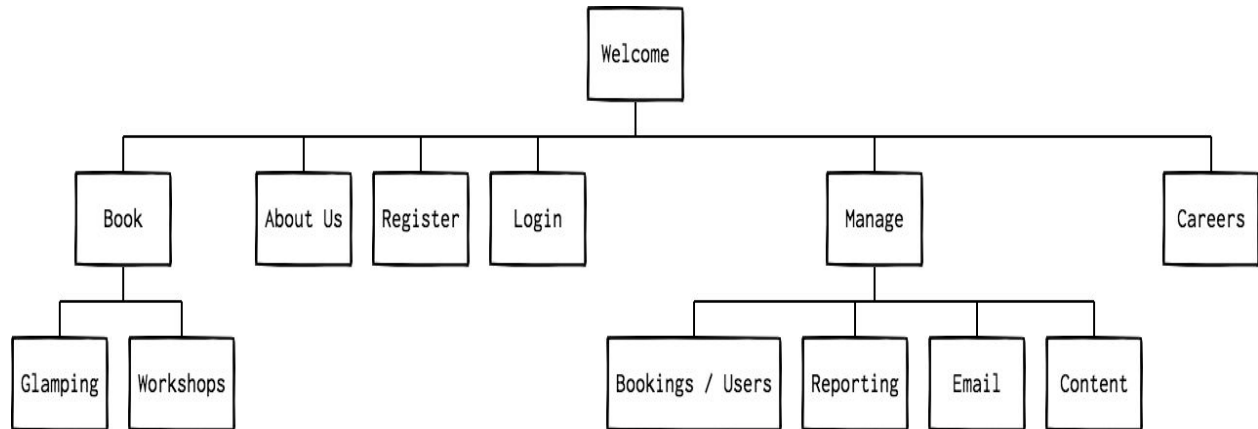 Welcome
Book
About Us
Register
Login
Manage
Careers
Glamping
Workshops
Bookings / Users
Reporting
Email
Content